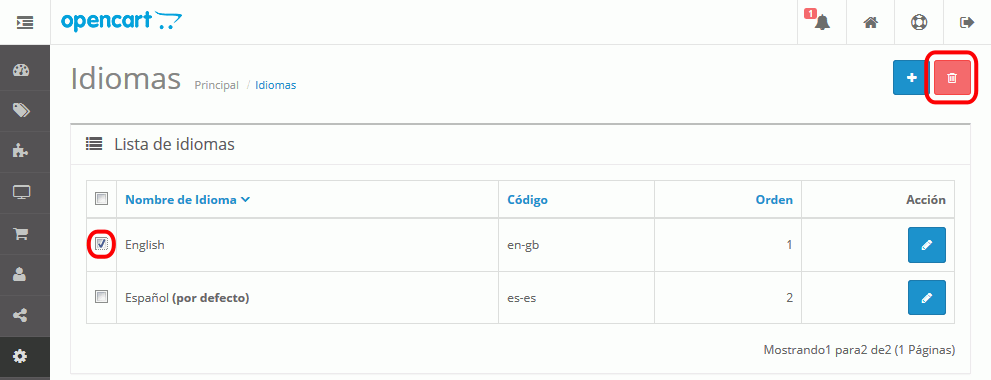 opencart
1
Idiomas Principal / Idiomas
Lista de idiomas
Nombre de Idioma Código Orden Acción
English en-gb 1
Español (por defecto) es-es 2
Mostrando1 para2 de2 (1 Páginas)